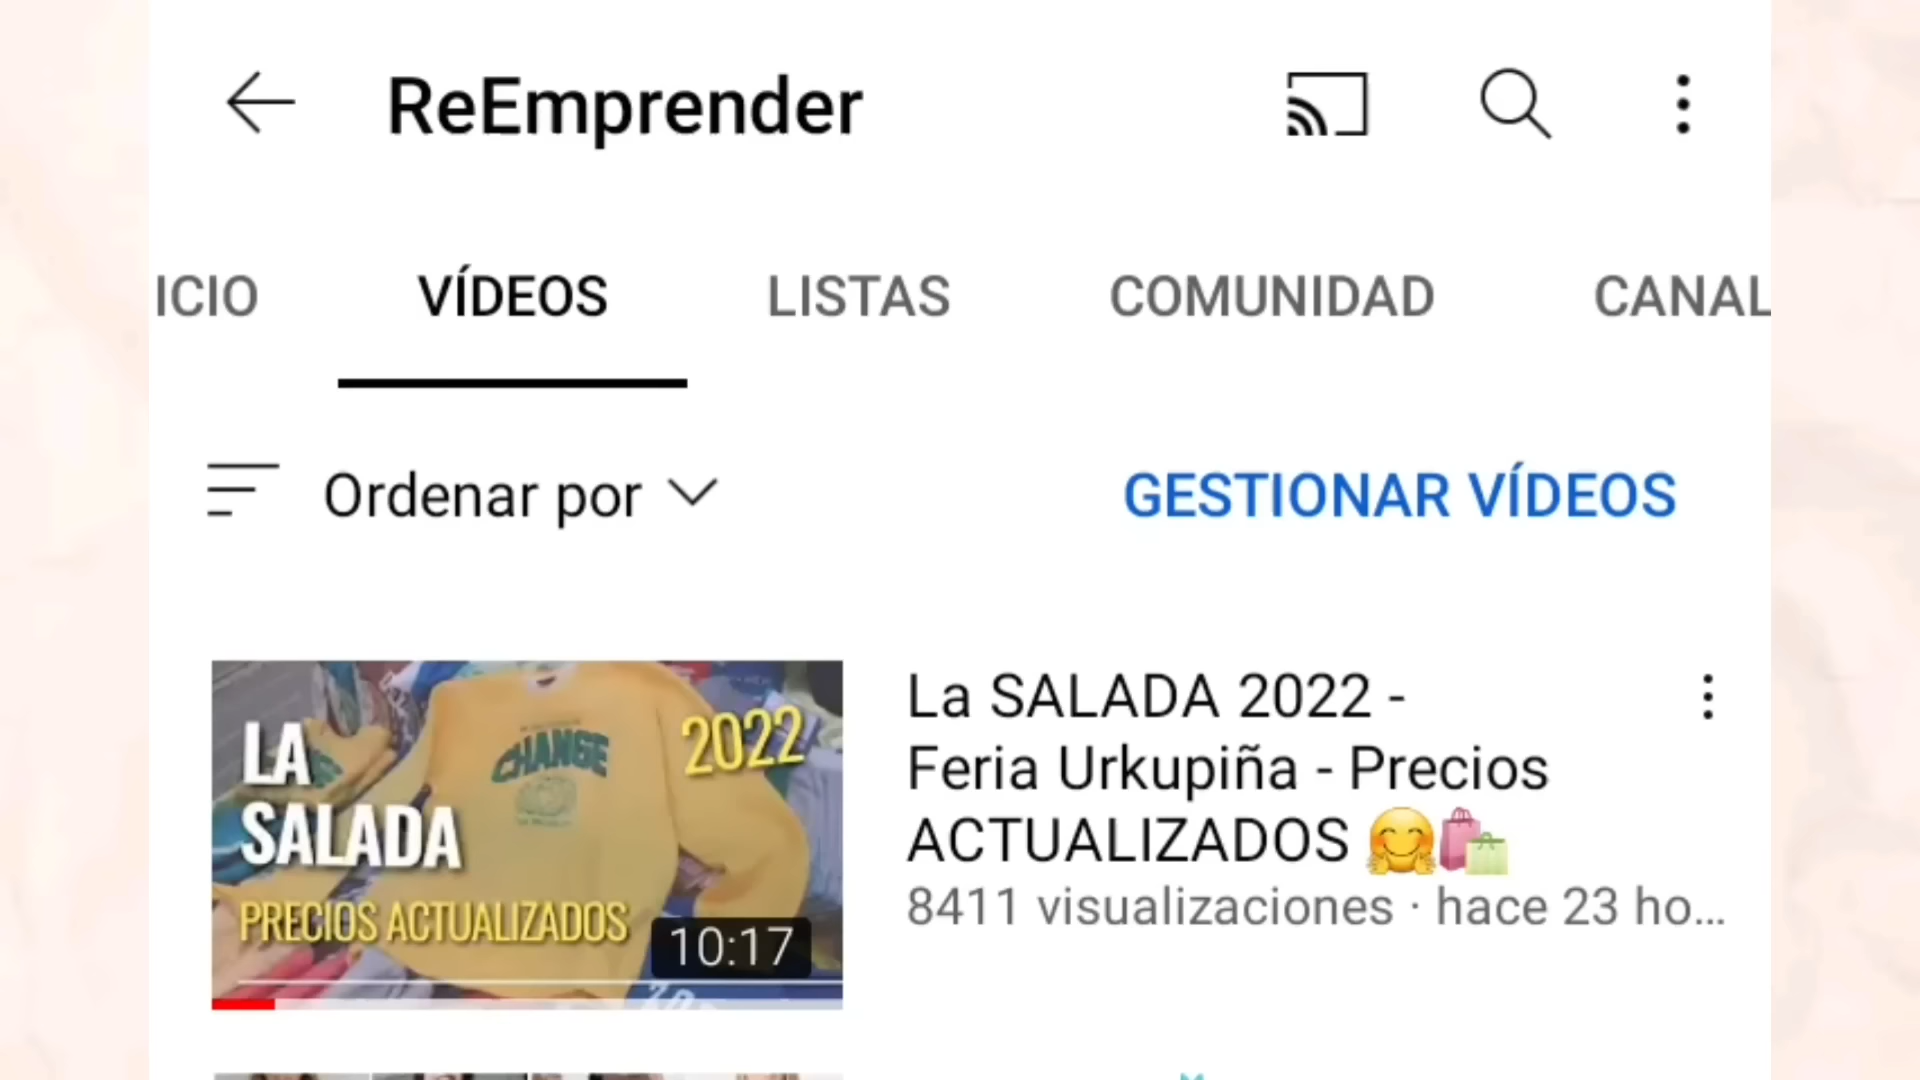 ReEmprender
ICIO VÍDEOS LISTAS COMUNIDAD CANAL
Ordenar por GESTIONAR VÍDEOS
LA
SALADA
2022
CHANGE
PRECIOS ACTUALIZADOS
10:17
La SALADA 2022 -
Feria Urkupiña - Precios
ACTUALIZADOS 🤗🛍️
8411 visualizaciones · hace 23 ho...